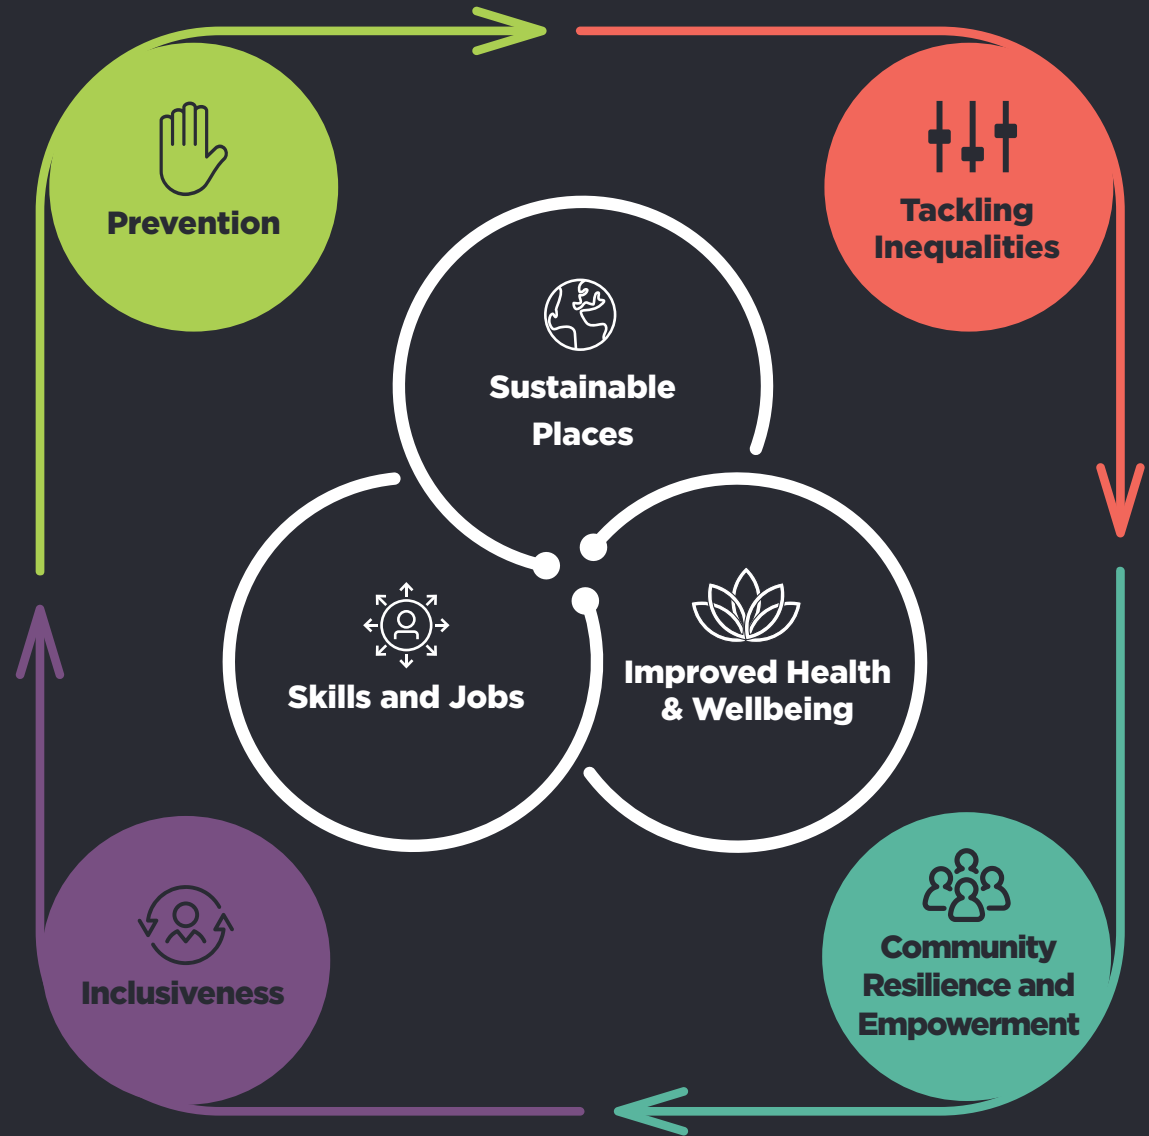 Prevention
Tackling
Inequalities
Sustainable
Places
Skills and Jobs
Improved Health
& Wellbeing
Inclusiveness
Community
Resilience and
Empowerment